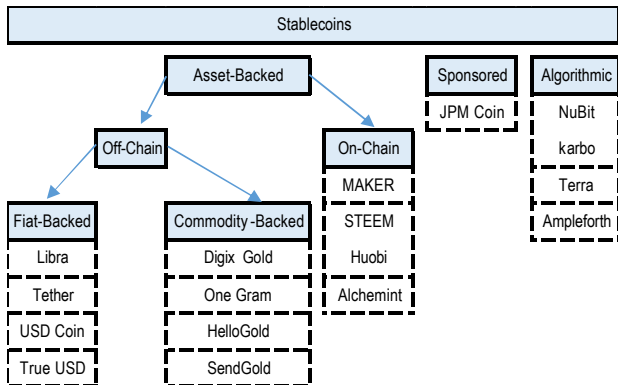 Stablecoins
Asset-Backed
Sponsored
Algorithmic
JPM Coin
NuBit
karbo
Terra
Ampleforth
Off-Chain
On-Chain
MAKER
STEEM
Huobi
Alchemint
Fiat-Backed
Libra
Tether
USD Coin
True USD
Commodity-Backed
Digix Gold
One Gram
HelloGold
SendGold